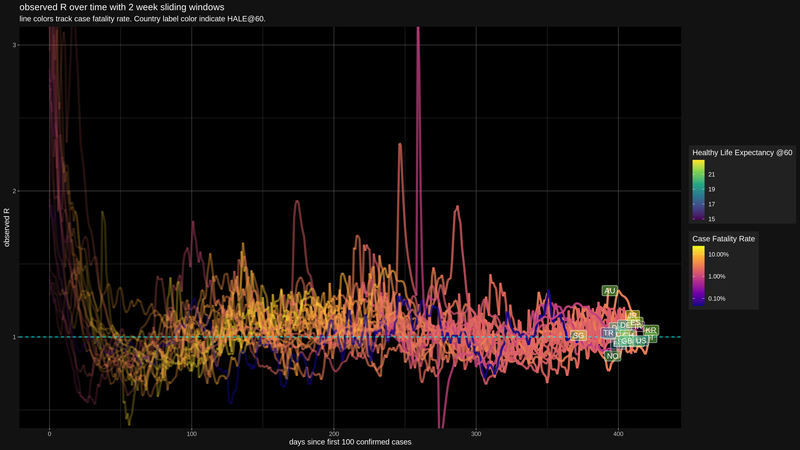 observed R over time with 2 week sliding windows
line colors track case fatality rate. Country label color indicate HALE@60.
3
2
1
observed R
0
100
200
300
400
days since first 100 confirmed cases
AU
SG
TR
DE
ES
KR
GB
US
NO
Healthy Life Expectancy @60
21
19
17
15
Case Fatality Rate
10.00%
1.00%
0.10%